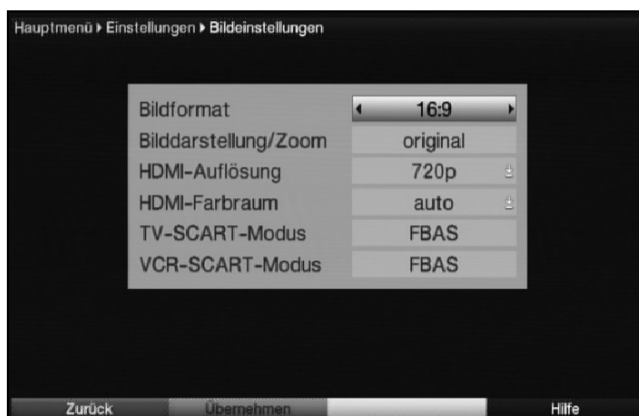 Hauptmenü ▸ Einstellungen ▸ Bildeinstellungen
Bildformat 16:9
Bilddarstellung/Zoom original
HDMI-Auflösung 720p
HDMI-Farbraum auto
TV-SCART-Modus FBAS
VCR-SCART-Modus FBAS
Zurück Übernehmen Hilfe